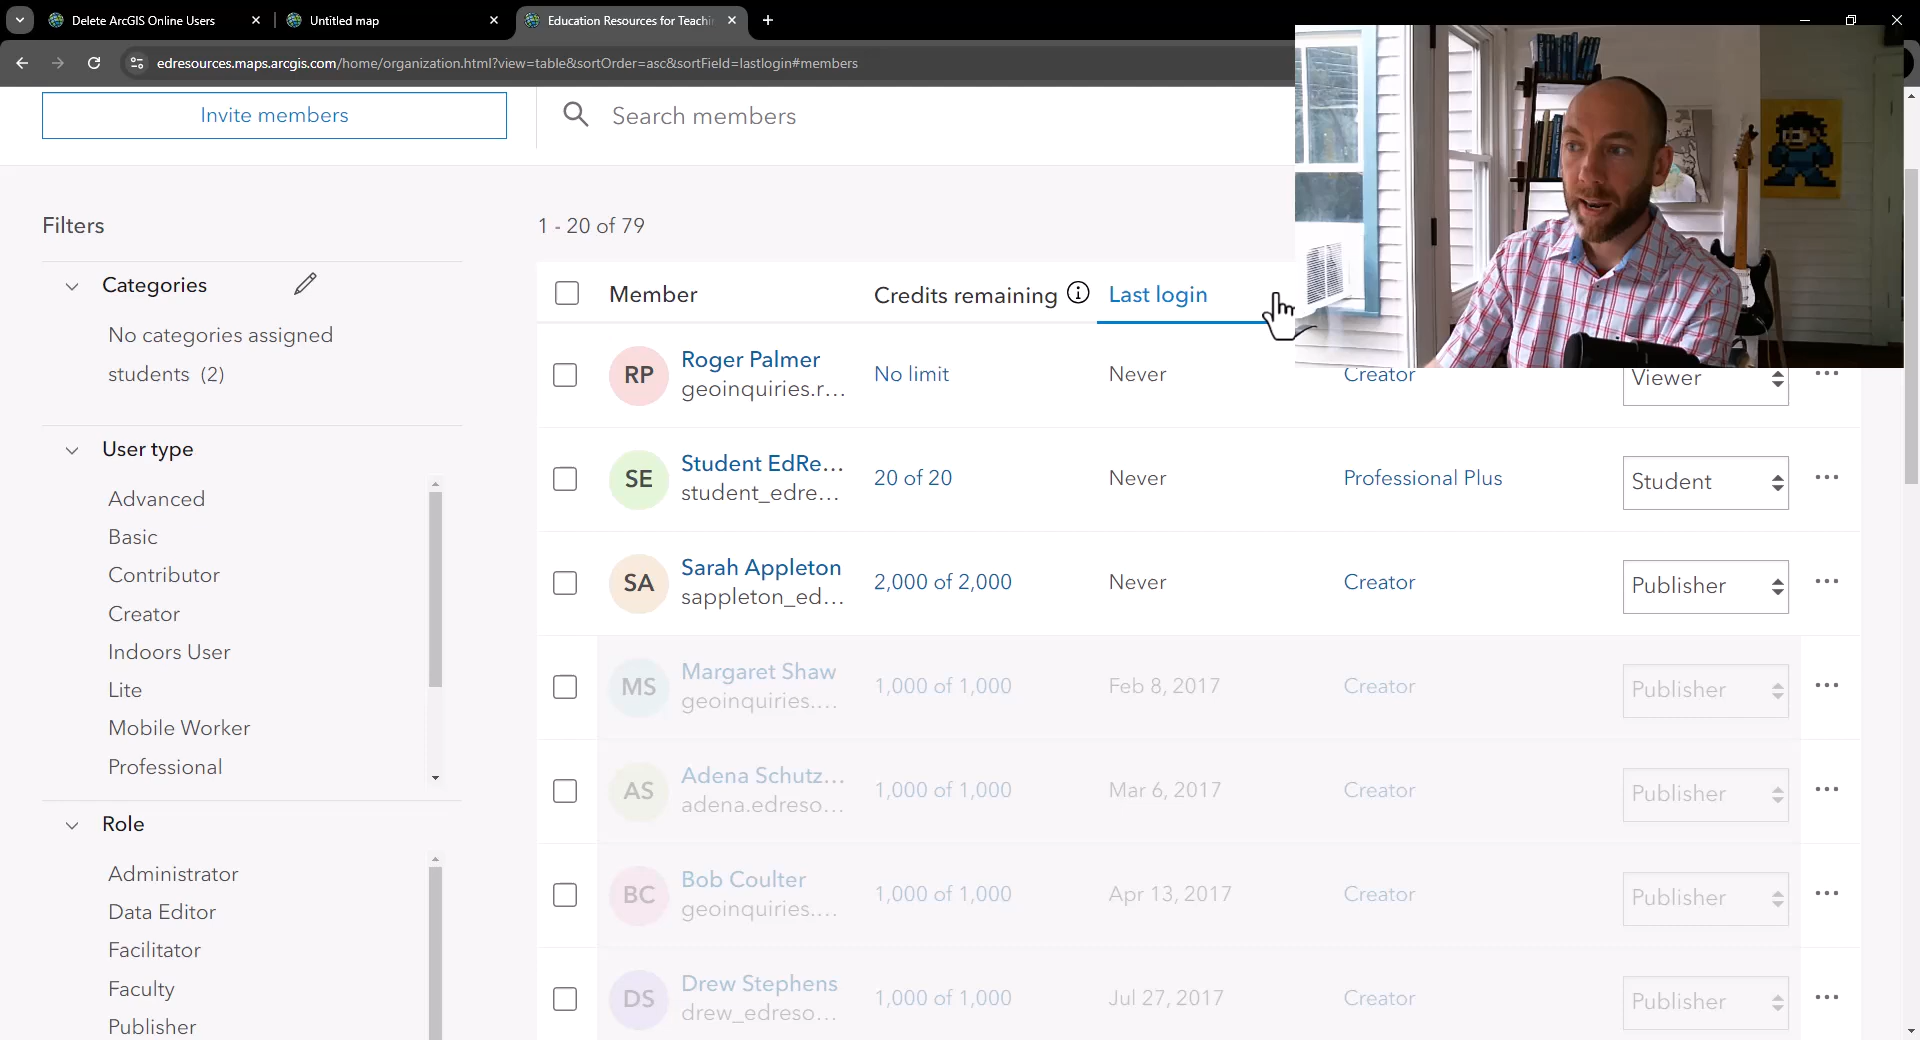 Delete ArcGIS Online Users
Untitled map
Education Resources for Teachi
edresources.maps.arcgis.com/home/organization.html?view=table&sortOrder=asc&sortField=lastlogin#members
Invite members
Search members
Filters
1 - 20 of 79
Categories
No categories assigned
students (2)
User type
Advanced
Basic
Contributor
Creator
Indoors User
Lite
Mobile Worker
Professional
Role
Administrator
Data Editor
Facilitator
Faculty
Publisher
Member Credits remaining Last login
Roger Palmer
geoinquiries.r...
No limit Never Creator Viewer
Student EdRe...
student_edre...
20 of 20 Never Professional Plus Student
Sarah Appleton
sappleton_ed...
2,000 of 2,000 Never Creator Publisher
Margaret Shaw
geoinquiries....
1,000 of 1,000 Feb 8, 2017 Creator Publisher
Adena Schutz...
adena.edreso...
1,000 of 1,000 Mar 6, 2017 Creator Publisher
Bob Coulter
geoinquiries....
1,000 of 1,000 Apr 13, 2017 Creator Publisher
Drew Stephens
drew_edreso...
1,000 of 1,000 Jul 27, 2017 Creator Publisher
RP
SE
SA
MS
AS
BC
DS